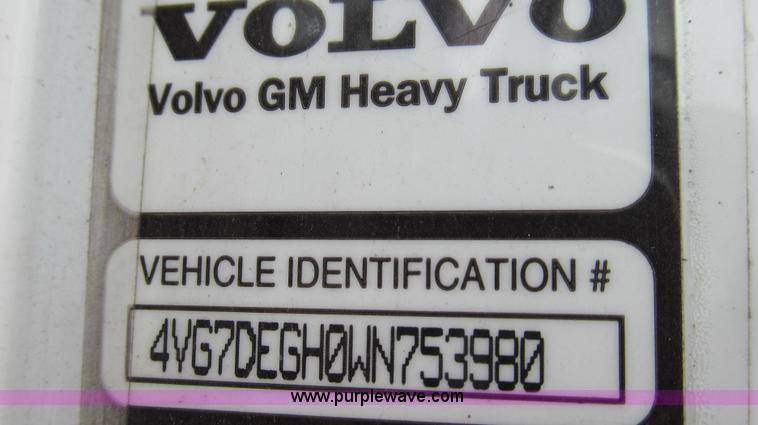 VOLVO
Volvo GM Heavy Truck
VEHICLE IDENTIFICATION #
4VG7DEGH0WN753980
www.purplewave.com